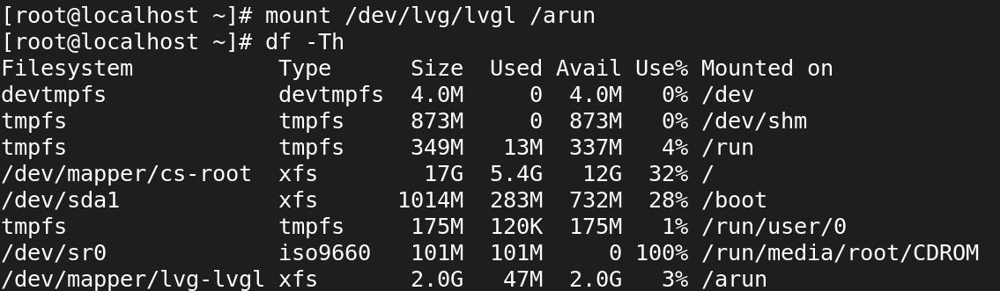 [root@localhost ~]# mount /dev/lvg/lvgl /arun
[root@localhost ~]# df -Th
Filesystem           Type      Size  Used Avail Use% Mounted on
devtmpfs             devtmpfs  4.0M     0  4.0M   0% /dev
tmpfs                tmpfs     873M     0  873M   0% /dev/shm
tmpfs                tmpfs     349M   13M  337M   4% /run
/dev/mapper/cs-root  xfs        17G  5.4G   12G  32% /
/dev/sda1            xfs      1014M  283M  732M  28% /boot
tmpfs                tmpfs     175M  120K  175M   1% /run/user/0
/dev/sr0             iso9660   101M  101M     0 100% /run/media/root/CDROM
/dev/mapper/lvg-lvgl xfs       2.0G   47M  2.0G   3% /arun